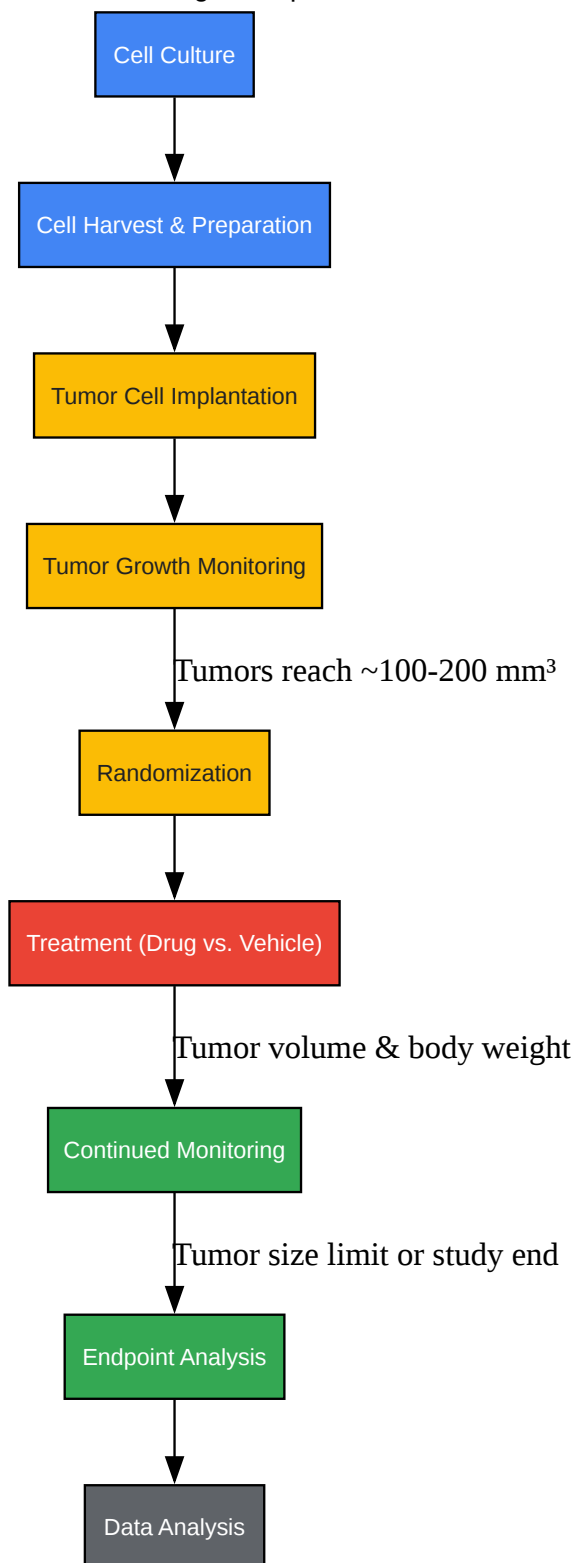 Cell Culture
Cell Harvest & Preparation
Tumor Cell Implantation
Tumor Growth Monitoring
Tumors reach ~100-200 mm³
Randomization
Treatment (Drug vs. Vehicle)
Tumor volume & body weight
Continued Monitoring
Tumor size limit or study end
Endpoint Analysis
Data Analysis